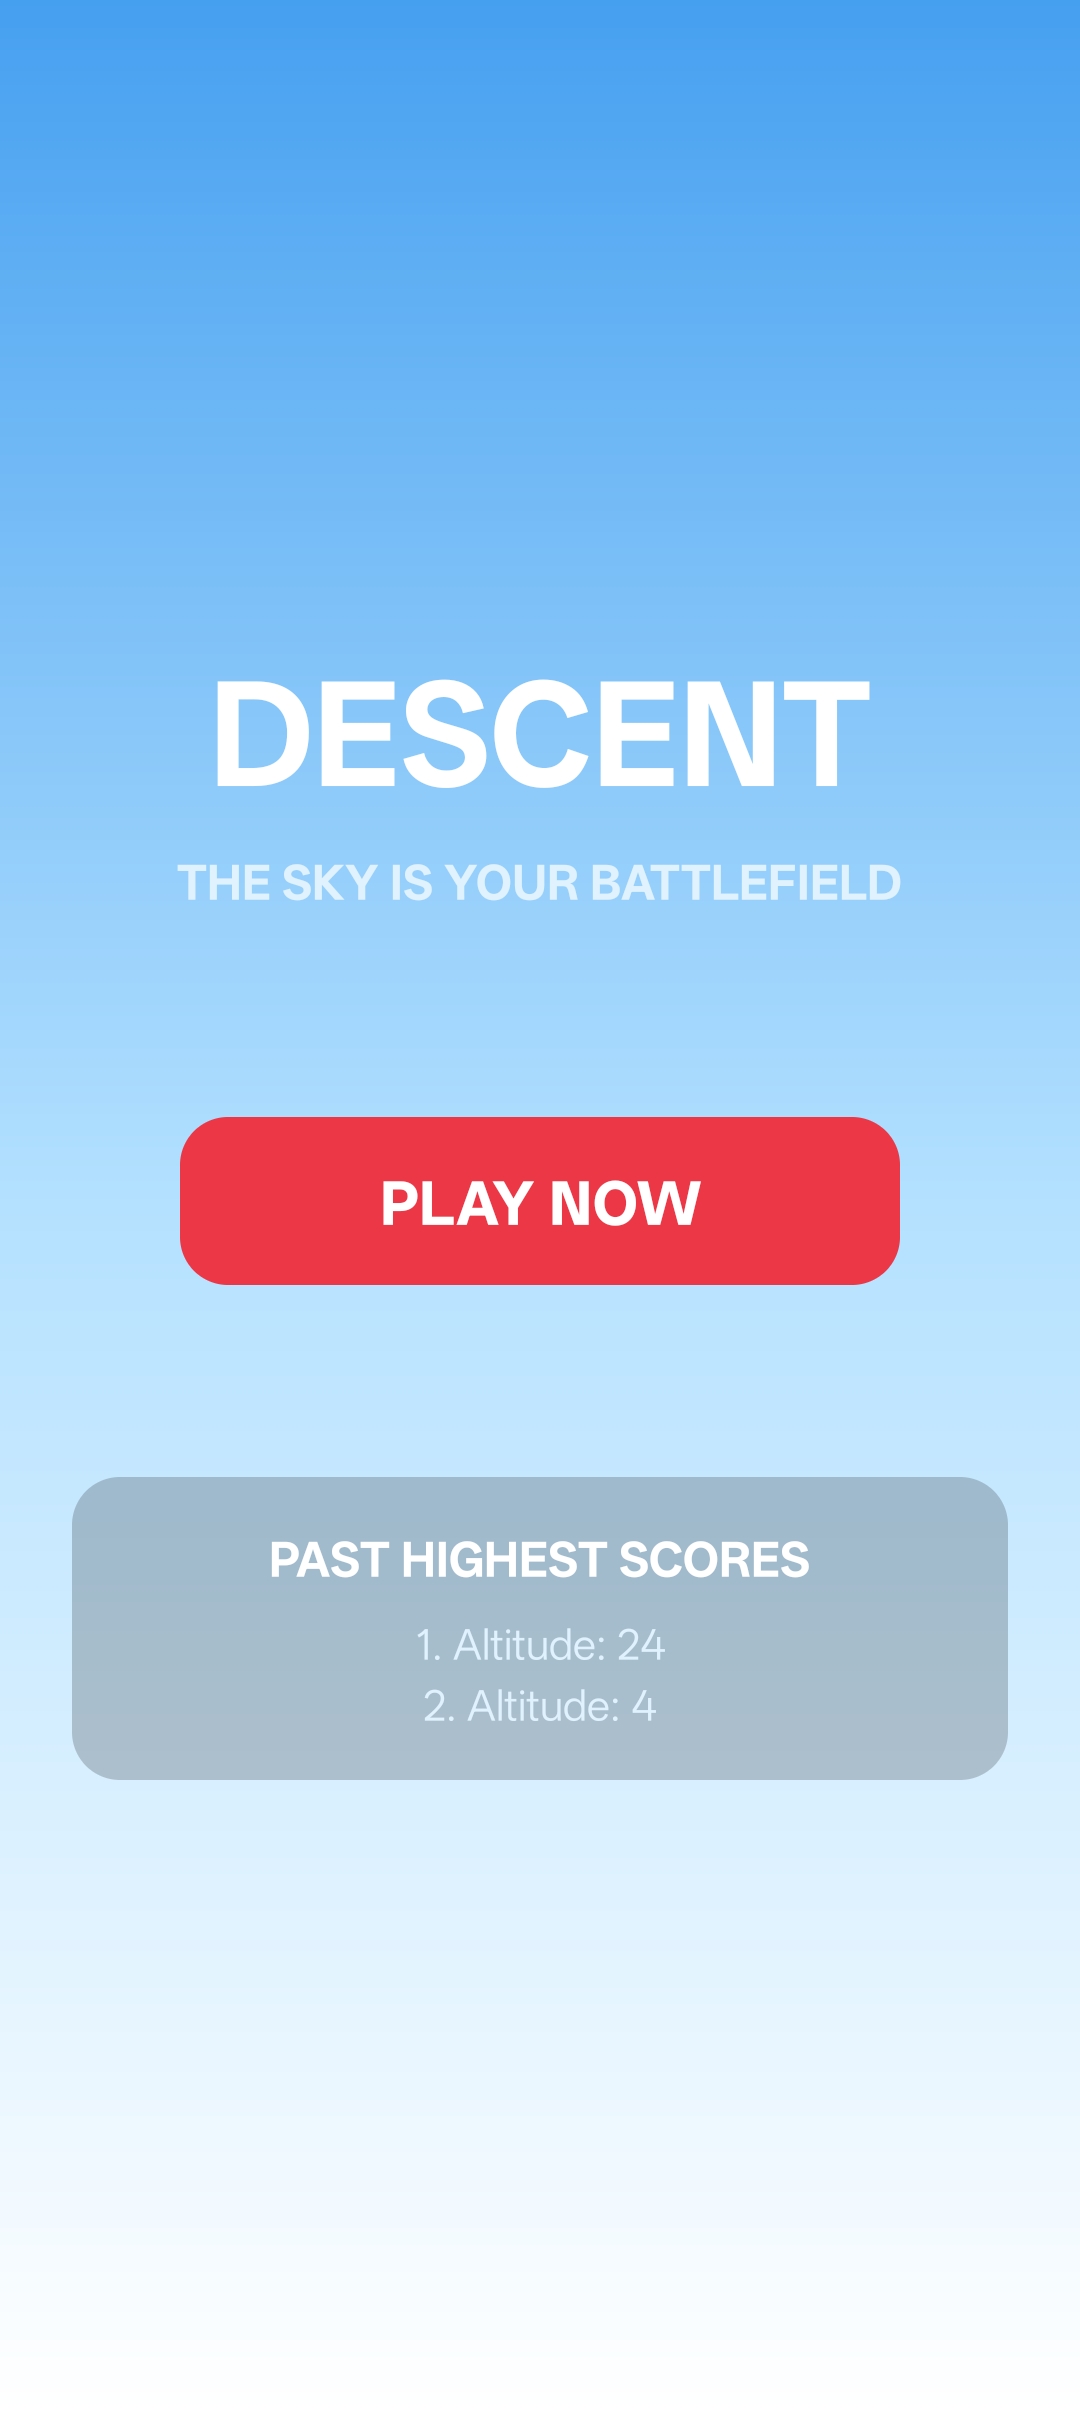 DESCENT
THE SKY IS YOUR BATTLEFIELD
PLAY NOW
PAST HIGHEST SCORES
1. Altitude: 24
2. Altitude: 4